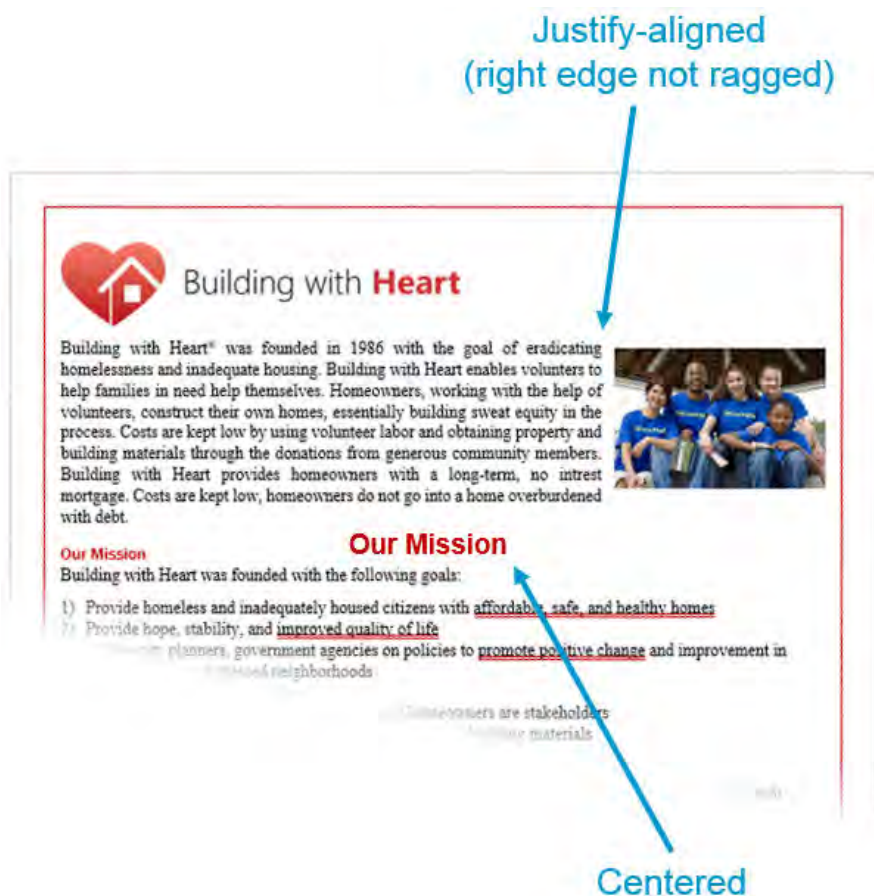 Justify-aligned
(right edge not ragged)
Building with Heart
Building with Heart® was founded in 1986 with the goal of eradicating
homelessness and inadequate housing. Building with Heart enables volunters to
help families in need help themselves. Homeowners, working with the help of
volunteers, construct their own homes, essentially building sweat equity in the
process. Costs are kept low by using volunteer labor and obtaining property and
building materials through the donations from generous community members.
Building with Heart provides homeowners with a long-term, no intrest
mortgage. Costs are kept low, homeowners do not go into a home overburdened
with debt.
Our Mission
Our Mission
Building with Heart was founded with the following goals:
1) Provide homeless and inadequately housed citizens with affordable, safe, and healthy homes
2) Provide hope, stability, and improved quality of life
planners, government agencies on policies to promote positive change and improvement in
neighborhoods
homeowners are stakeholders
building materials
Centered